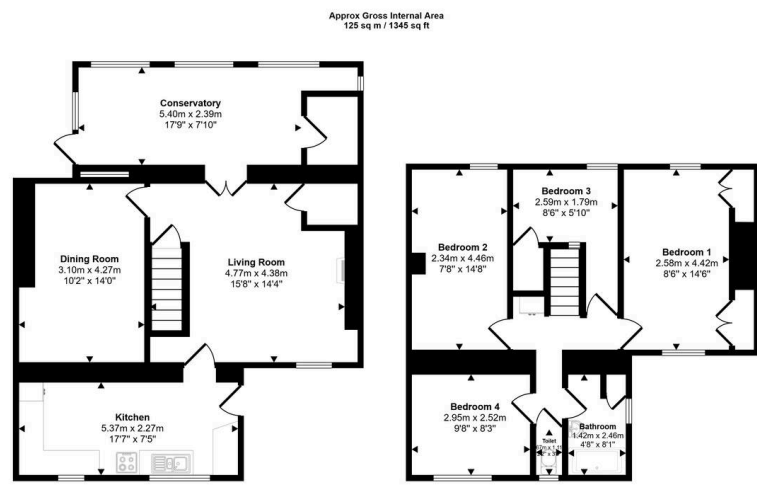 Approx Gross Internal Area
125 sq m / 1345 sq ft
Conservatory
5.40m x 2.39m
17'9" x 7'10"
Dining Room
3.10m x 4.27m
10'2" x 14'0"
Living Room
4.77m x 4.38m
15'8" x 14'4"
Kitchen
5.37m x 2.27m
17'7" x 7'5"
Bedroom 3
2.59m x 1.79m
8'6" x 5'10"
Bedroom 2
2.34m x 4.46m
7'8" x 14'8"
Bedroom 1
2.58m x 4.42m
8'6" x 14'6"
Bedroom 4
2.95m x 2.52m
9'8" x 8'3"
Toilet
Bathroom
1.42m x 2.46m
4'8" x 8'1"